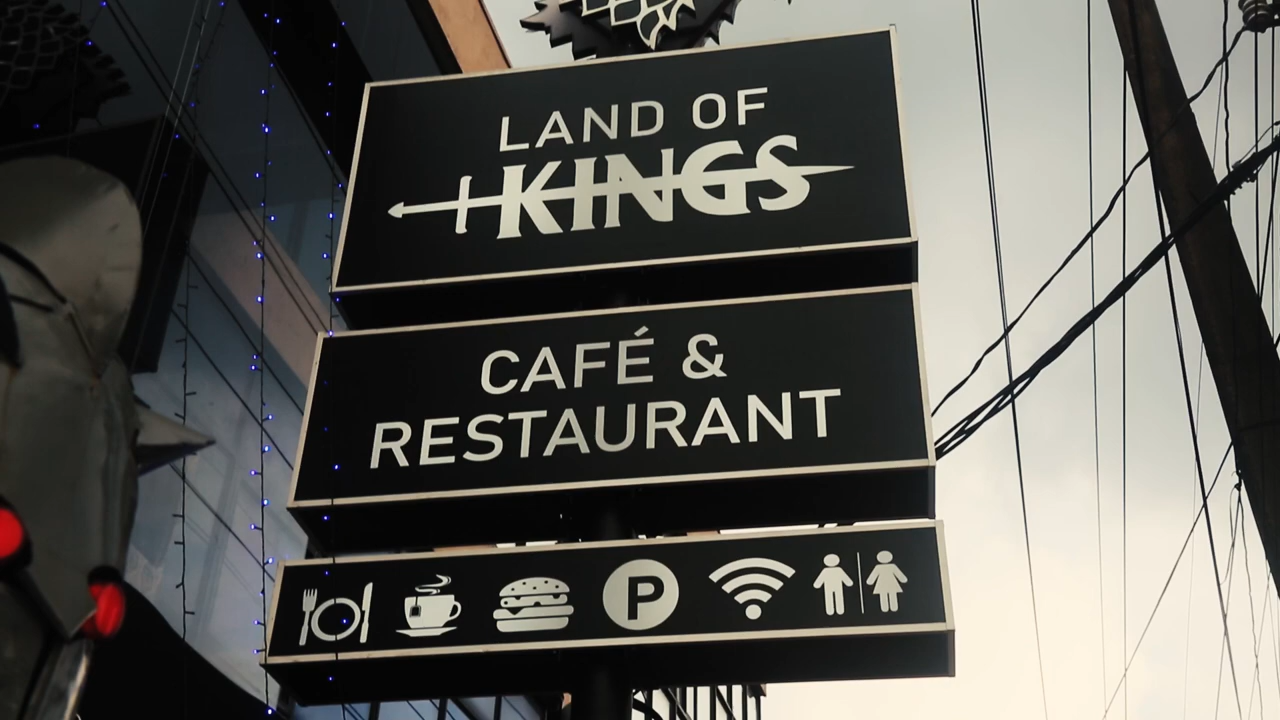 LAND OF
KINGS
CAFÉ &
RESTAURANT
P